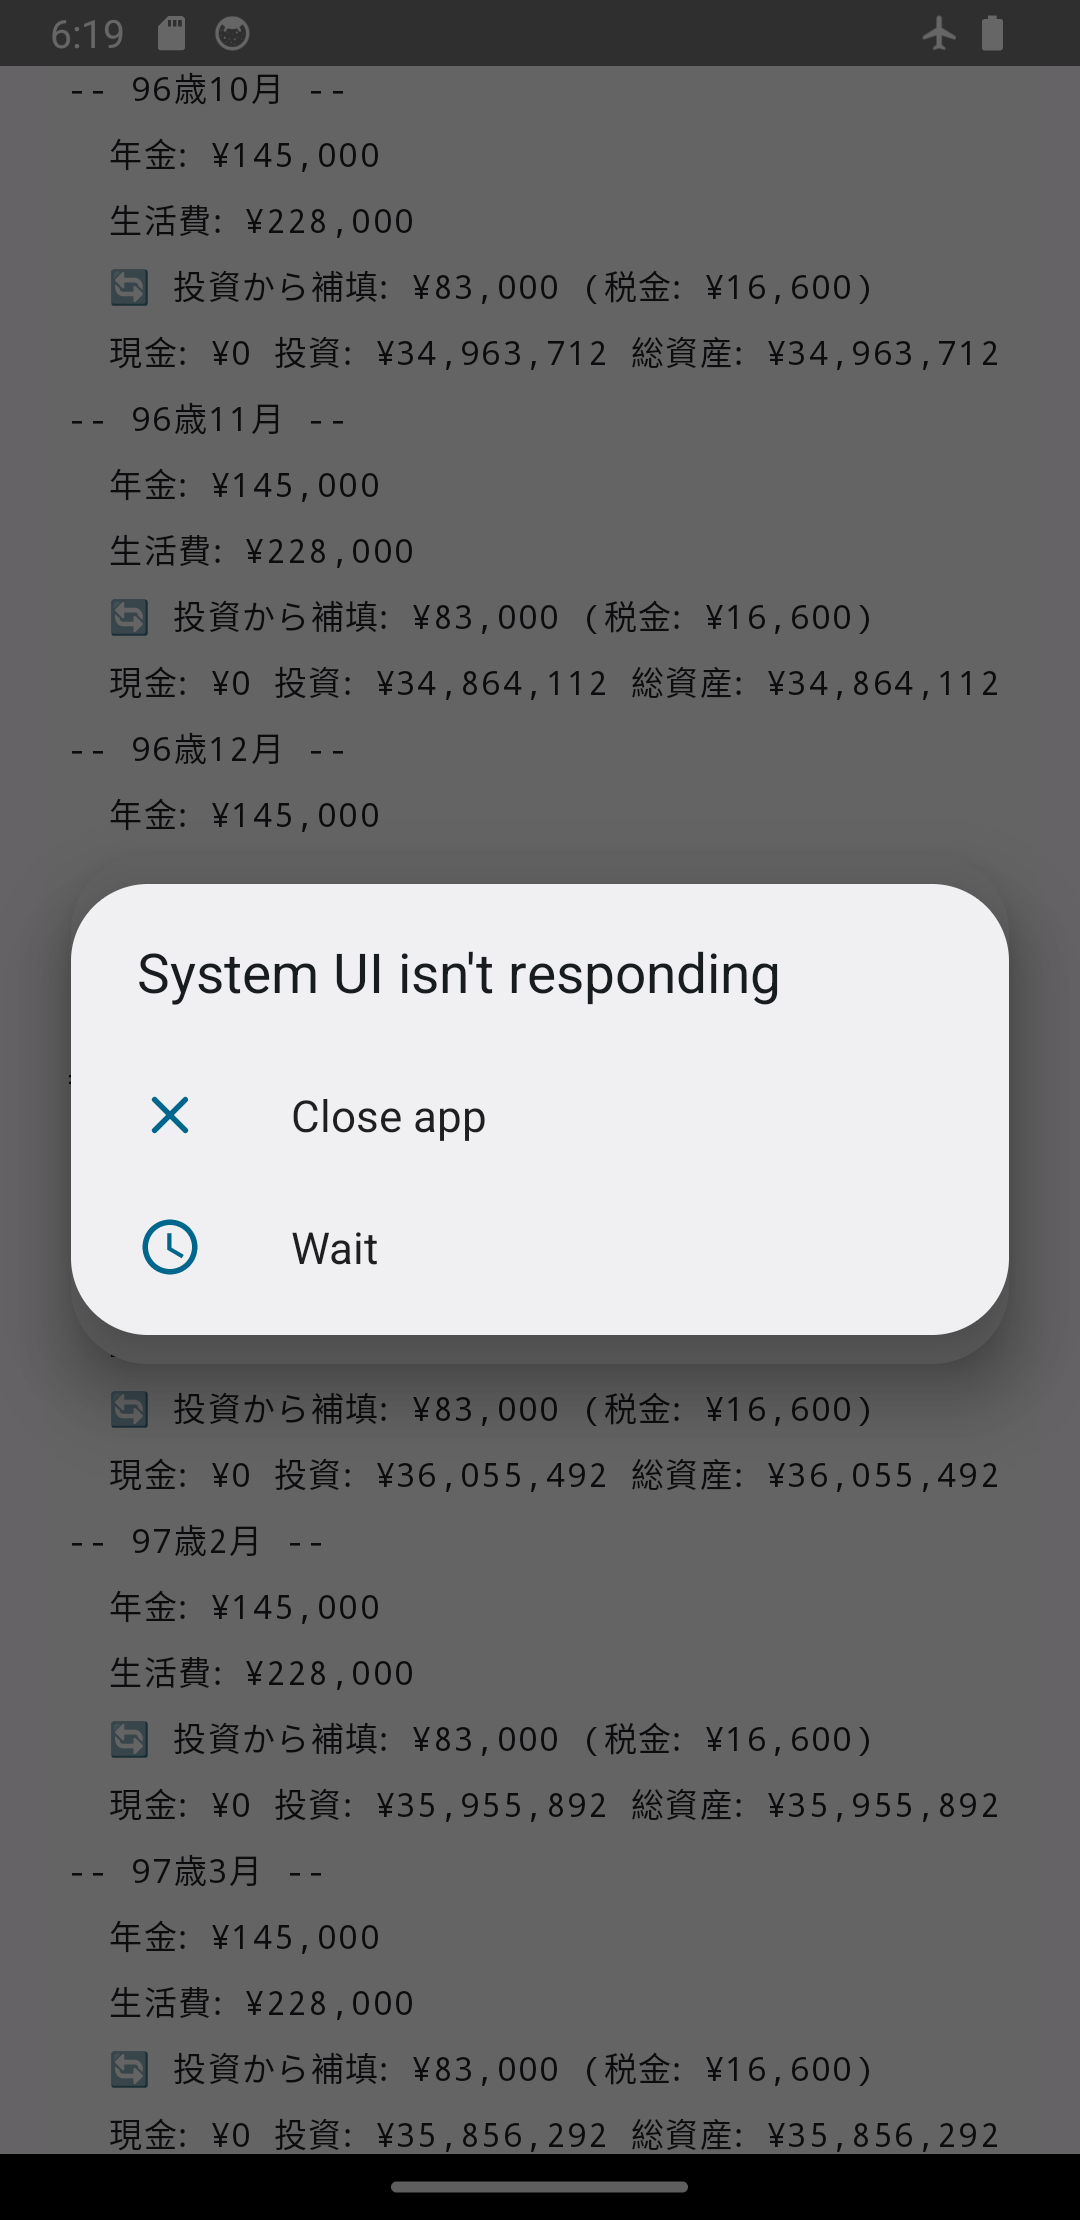 6:19
-- 96歳10月 --
年金: ¥145,000
生活費: ¥228,000
🔄 投資から補填: ¥83,000 (税金: ¥16,600)
現金: ¥0 投資: ¥34,963,712 総資産: ¥34,963,712
-- 96歳11月 --
年金: ¥145,000
生活費: ¥228,000
🔄 投資から補填: ¥83,000 (税金: ¥16,600)
現金: ¥0 投資: ¥34,864,112 総資産: ¥34,864,112
-- 96歳12月 --
年金: ¥145,000
System UI isn't responding
Close app
Wait
🔄 投資から補填: ¥83,000 (税金: ¥16,600)
現金: ¥0 投資: ¥36,055,492 総資産: ¥36,055,492
-- 97歳2月 --
年金: ¥145,000
生活費: ¥228,000
🔄 投資から補填: ¥83,000 (税金: ¥16,600)
現金: ¥0 投資: ¥35,955,892 総資産: ¥35,955,892
-- 97歳3月 --
年金: ¥145,000
生活費: ¥228,000
🔄 投資から補填: ¥83,000 (税金: ¥16,600)
現金: ¥0 投資: ¥35,856,292 総資産: ¥35,856,292